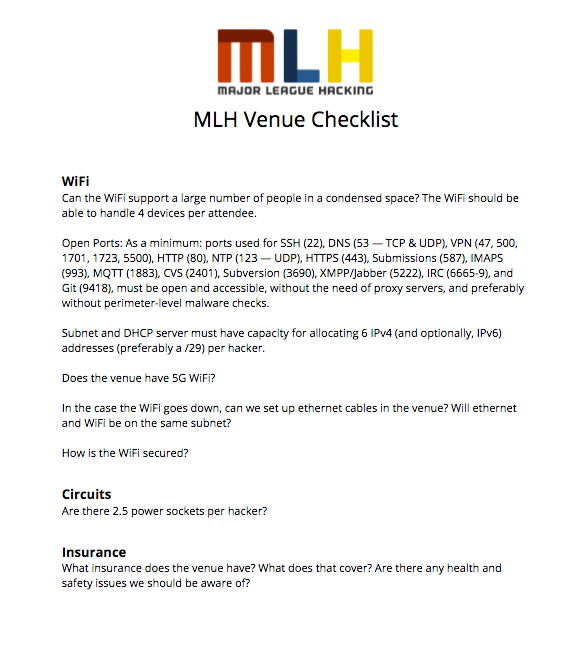 MLH
MAJOR LEAGUE HACKING
MLH Venue Checklist
WiFi
Can the WiFi support a large number of people in a condensed space? The WiFi should be
able to handle 4 devices per attendee.
Open Ports: As a minimum: ports used for SSH (22), DNS (53 — TCP & UDP), VPN (47, 500,
1701, 1723, 5500), HTTP (80), NTP (123 — UDP), HTTPS (443), Submissions (587), IMAPS
(993), MQTT (1883), CVS (2401), Subversion (3690), XMPP/Jabber (5222), IRC (6665-9), and
Git (9418), must be open and accessible, without the need of proxy servers, and preferably
without perimeter-level malware checks.
Subnet and DHCP server must have capacity for allocating 6 IPv4 (and optionally, IPv6)
addresses (preferably a /29) per hacker.
Does the venue have 5G WiFi?
In the case the WiFi goes down, can we set up ethernet cables in the venue? Will ethernet
and WiFi be on the same subnet?
How is the WiFi secured?
Circuits
Are there 2.5 power sockets per hacker?
Insurance
What insurance does the venue have? What does that cover? Are there any health and
safety issues we should be aware of?